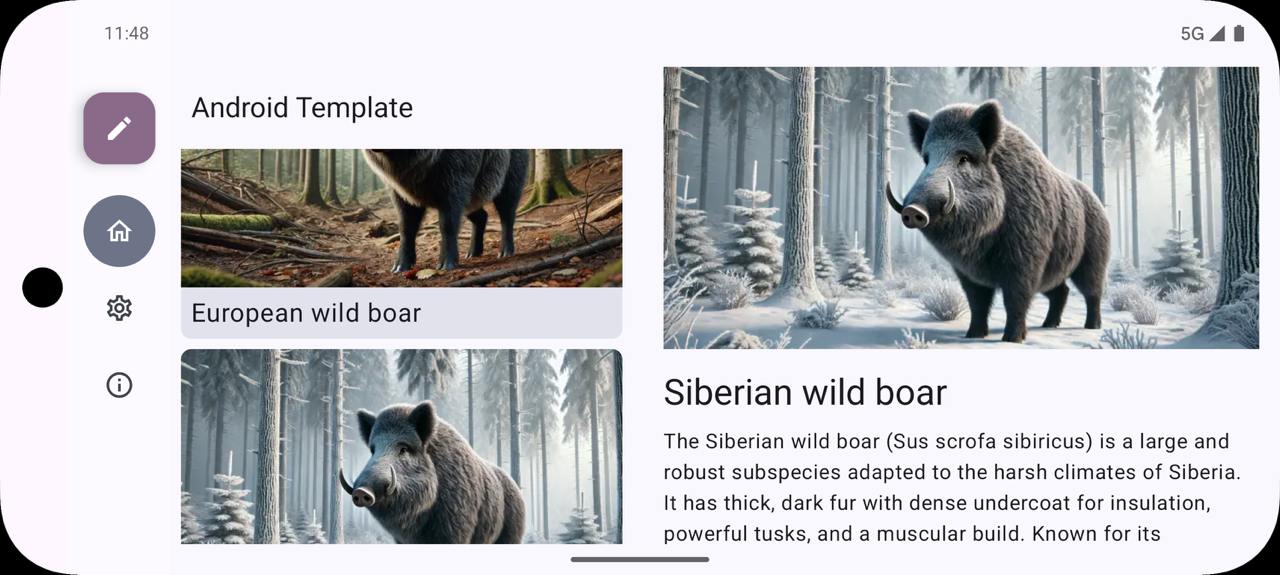 11:48
5G
Android Template
European wild boar
Siberian wild boar
The Siberian wild boar (Sus scrofa sibiricus) is a large and
robust subspecies adapted to the harsh climates of Siberia.
It has thick, dark fur with dense undercoat for insulation,
powerful tusks, and a muscular build. Known for its